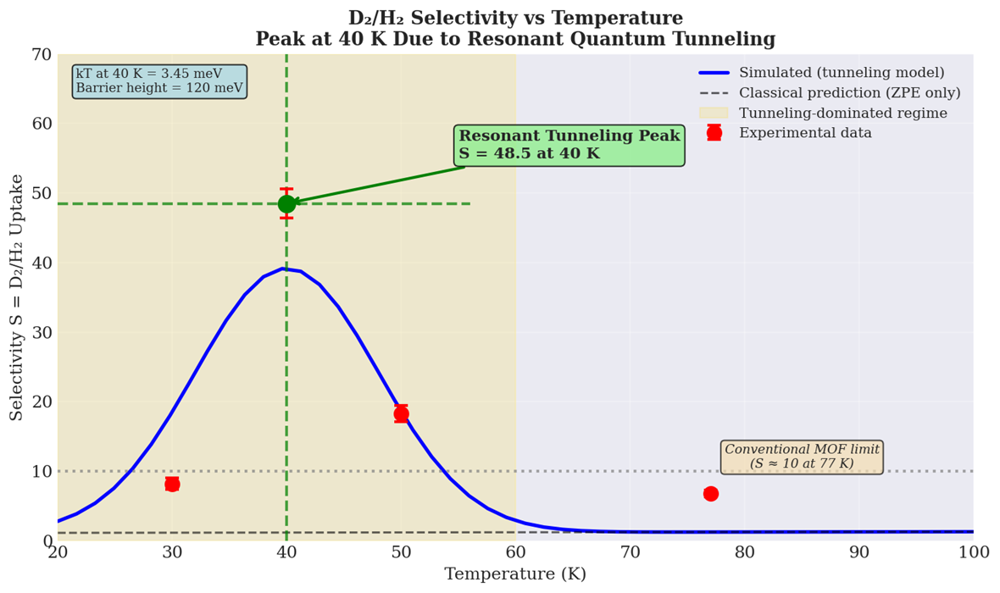 D₂/H₂ Selectivity vs Temperature
Peak at 40 K Due to Resonant Quantum Tunneling
kT at 40 K = 3.45 meV
Barrier height = 120 meV
Simulated (tunneling model)
Classical prediction (ZPE only)
Tunneling-dominated regime
Experimental data
Resonant Tunneling Peak
S = 48.5 at 40 K
Conventional MOF limit
(S ≈ 10 at 77 K)
Selectivity S = D₂/H₂ Uptake
70
60
50
40
30
20
10
0
20 30 40 50 60 70 80 90 100
Temperature (K)